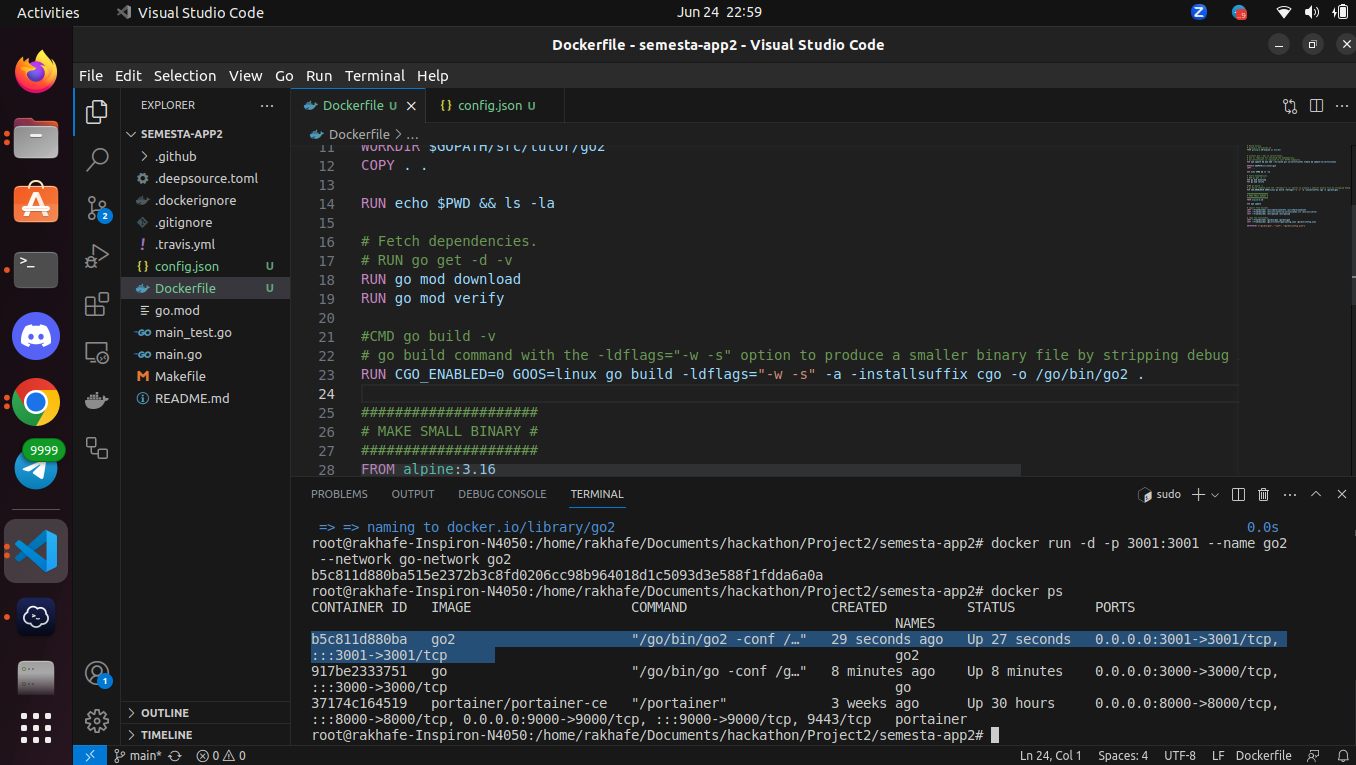 Activities
Visual Studio Code
Jun 24 22:59
Dockerfile - semesta-app2 - Visual Studio Code
File Edit Selection View Go Run Terminal Help
EXPLORER
SEMESTA-APP2
.github
.deepsource.toml
.dockerignore
.gitignore
.travis.yml
config.json U
Dockerfile U
go.mod
main_test.go
main.go
Makefile
README.md
OUTLINE
TIMELINE
2
1
9999
Dockerfile U
config.json U
Dockerfile > ...
11 WORKDIR $GOPATH/src/tutor/go2
12 COPY . .
13
14 RUN echo $PWD && ls -la
15
16 # Fetch dependencies.
17 # RUN go get -d -v
18 RUN go mod download
19 RUN go mod verify
20
21 #CMD go build -v
22 # go build command with the -ldflags="-w -s" option to produce a smaller binary file by stripping debug
23 RUN CGO_ENABLED=0 GOOS=linux go build -ldflags="-w -s" -a -installsuffix cgo -o /go/bin/go2 .
24
25 #####################
26 # MAKE SMALL BINARY #
27 #####################
28 FROM alpine:3.16
PROBLEMS OUTPUT DEBUG CONSOLE TERMINAL
sudo
=> => naming to docker.io/library/go2 0.0s
root@rakhafe-Inspiron-N4050:/home/rakhafe/Documents/hackathon/Project2/semesta-app2# docker run -d -p 3001:3001 --name go2
--network go-network go2
b5c811d880ba515e2372b3c8fd0206cc98b964018d1c5093d3e588f1fdda6a0a
root@rakhafe-Inspiron-N4050:/home/rakhafe/Documents/hackathon/Project2/semesta-app2# docker ps
CONTAINER ID IMAGE COMMAND CREATED STATUS PORTS
NAMES
b5c811d880ba go2 "/go/bin/go2 -conf /…" 29 seconds ago Up 27 seconds 0.0.0.0:3001->3001/tcp,
:::3001->3001/tcp go2
917be2333751 go "/go/bin/go -conf /g…" 8 minutes ago Up 8 minutes 0.0.0.0:3000->3000/tcp,
:::3000->3000/tcp go
37174c164519 portainer/portainer-ce "/portainer" 3 weeks ago Up 30 hours 0.0.0.0:8000->8000/tcp,
:::8000->8000/tcp, 0.0.0.0:9000->9000/tcp, :::9000->9000/tcp, 9443/tcp portainer
root@rakhafe-Inspiron-N4050:/home/rakhafe/Documents/hackathon/Project2/semesta-app2#
main* 0 0
Ln 24, Col 1 Spaces: 4 UTF-8 LF Dockerfile